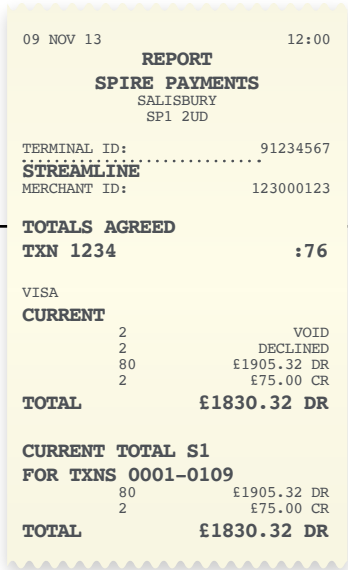 09 NOV 13 12:00
REPORT
SPIRE PAYMENTS
SALISBURY
SP1 2UD
TERMINAL ID: 91234567
..............................
STREAMLINE
MERCHANT ID: 123000123
TOTALS AGREED
TXN 1234 :76
VISA
CURRENT
2 VOID
2 DECLINED
80 £1905.32 DR
2 £75.00 CR
TOTAL £1830.32 DR
CURRENT TOTAL S1
FOR TXNS 0001-0109
80 £1905.32 DR
2 £75.00 CR
TOTAL £1830.32 DR